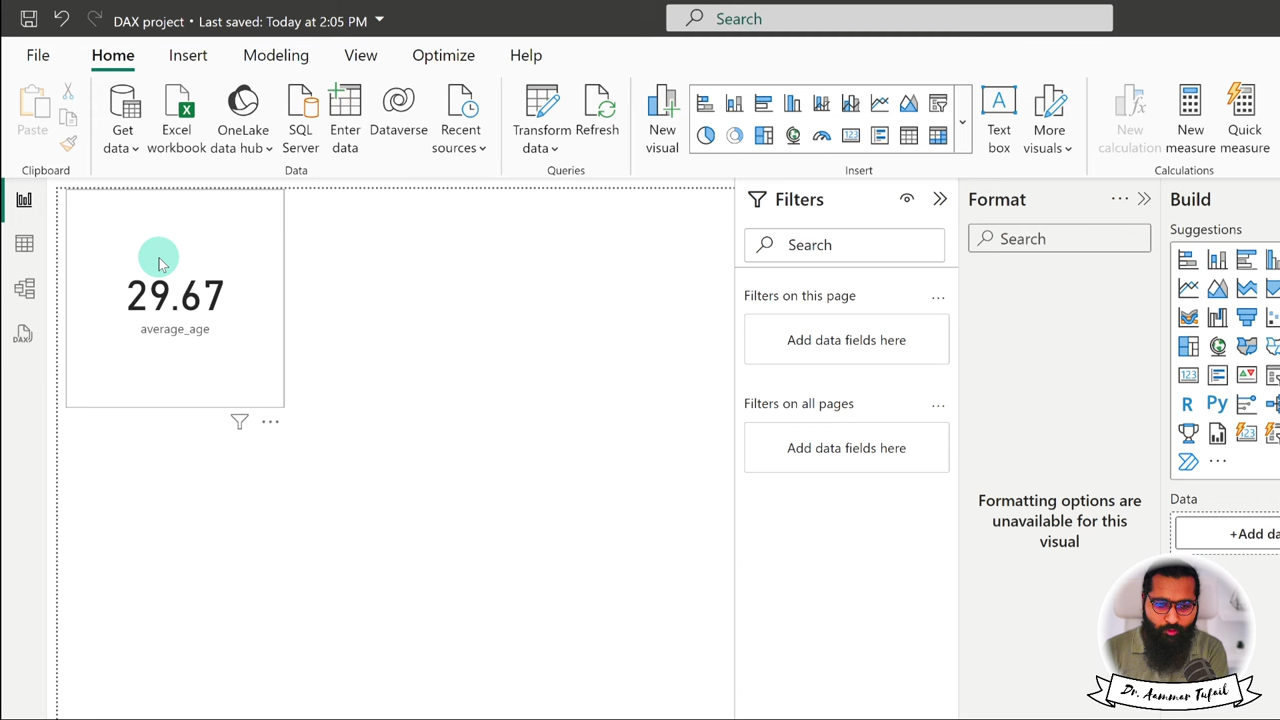 DAX project • Last saved: Today at 2:05 PM
Search
File Home Insert Modeling View Optimize Help
Paste
Get data
Excel workbook
OneLake data hub
SQL Server
Enter data
Dataverse
Recent sources
Transform data
Refresh
New visual
Text box
More visuals
New calculation
New measure
Quick measure
Clipboard
Data
Queries
Insert
Calculations
29.67
average_age
Filters
Search
Filters on this page
Add data fields here
Filters on all pages
Add data fields here
Format
Search
Formatting options are
unavailable for this
visual
Build
Suggestions
R Py
123
Data
+Add da
DAX
Dr. Aammar Tufail